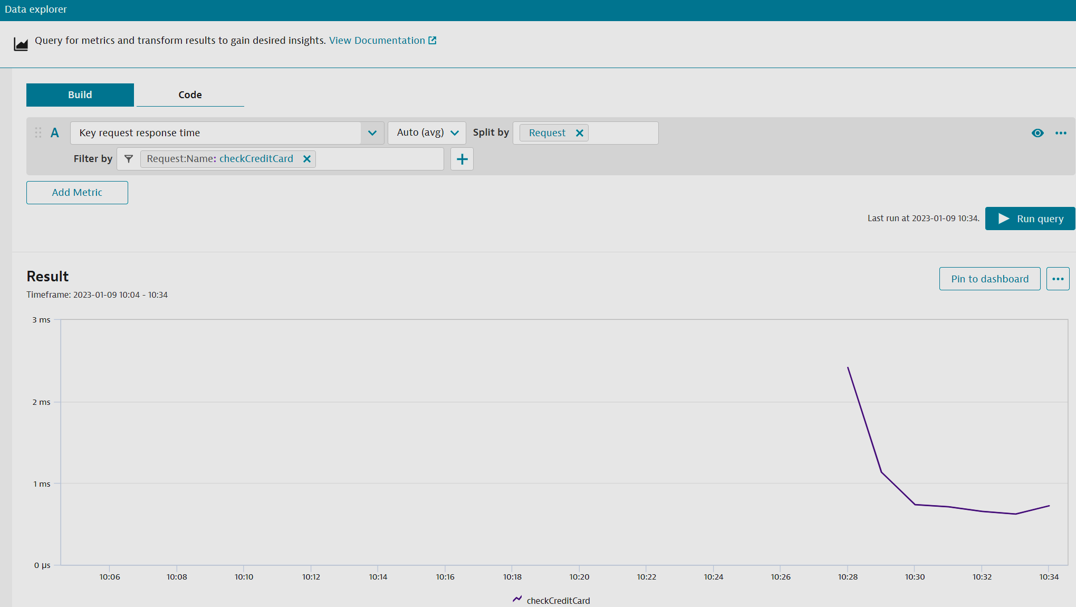 Data explorer
Query for metrics and transform results to gain desired insights. View Documentation
Build Code
A Key request response time Auto (avg) Split by Request
Filter by Request:Name: checkCreditCard
Add Metric
Last run at 2023-01-09 10:34. Run query
Result
Timeframe: 2023-01-09 10:04 - 10:34
Pin to dashboard
3 ms
2 ms
1 ms
0 µs
10:06 10:08 10:10 10:12 10:14 10:16 10:18 10:20 10:22 10:24 10:26 10:28 10:30 10:32 10:34
checkCreditCard